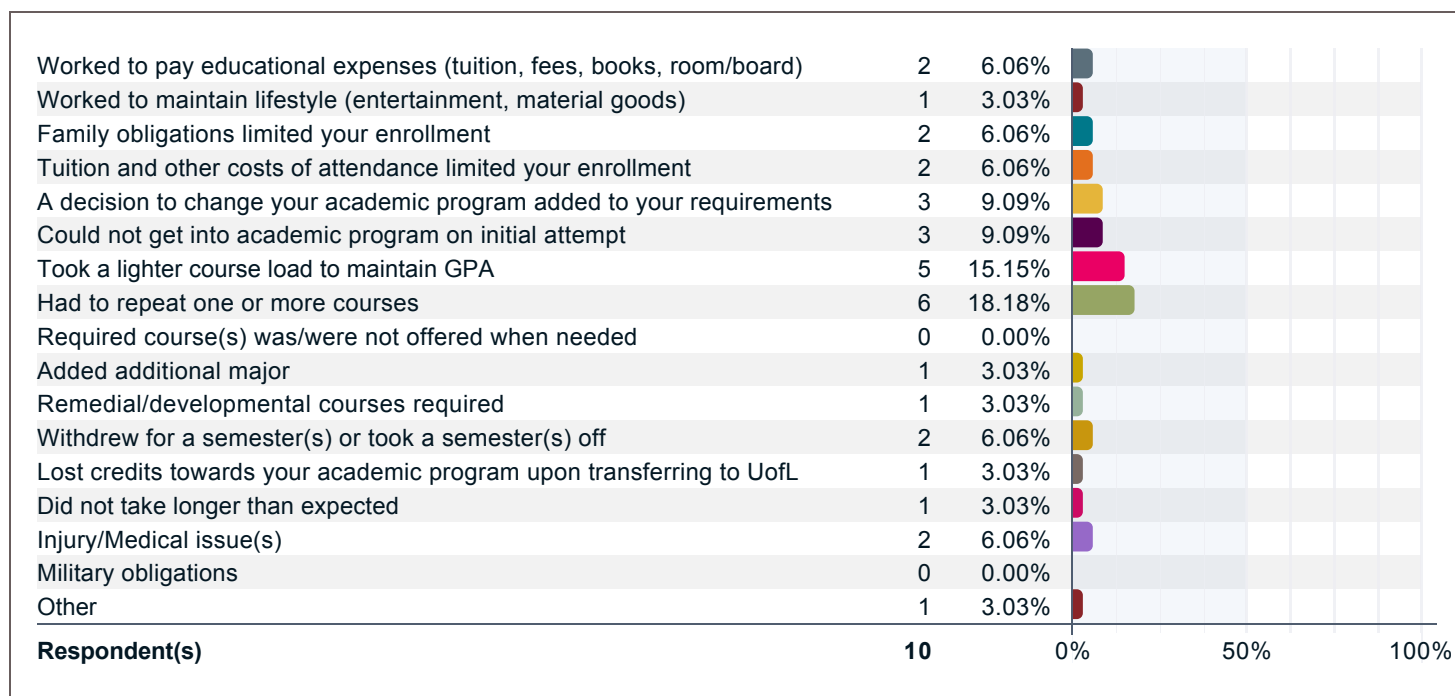 Worked to pay educational expenses (tuition, fees, books, room/board) 2 6.06%
Worked to maintain lifestyle (entertainment, material goods) 1 3.03%
Family obligations limited your enrollment 2 6.06%
Tuition and other costs of attendance limited your enrollment 2 6.06%
A decision to change your academic program added to your requirements 3 9.09%
Could not get into academic program on initial attempt 3 9.09%
Took a lighter course load to maintain GPA 5 15.15%
Had to repeat one or more courses 6 18.18%
Required course(s) was/were not offered when needed 0 0.00%
Added additional major 1 3.03%
Remedial/developmental courses required 1 3.03%
Withdrew for a semester(s) or took a semester(s) off 2 6.06%
Lost credits towards your academic program upon transferring to UofL 1 3.03%
Did not take longer than expected 1 3.03%
Injury/Medical issue(s) 2 6.06%
Military obligations 0 0.00%
Other 1 3.03%
Respondent(s) 10 0% 50% 100%